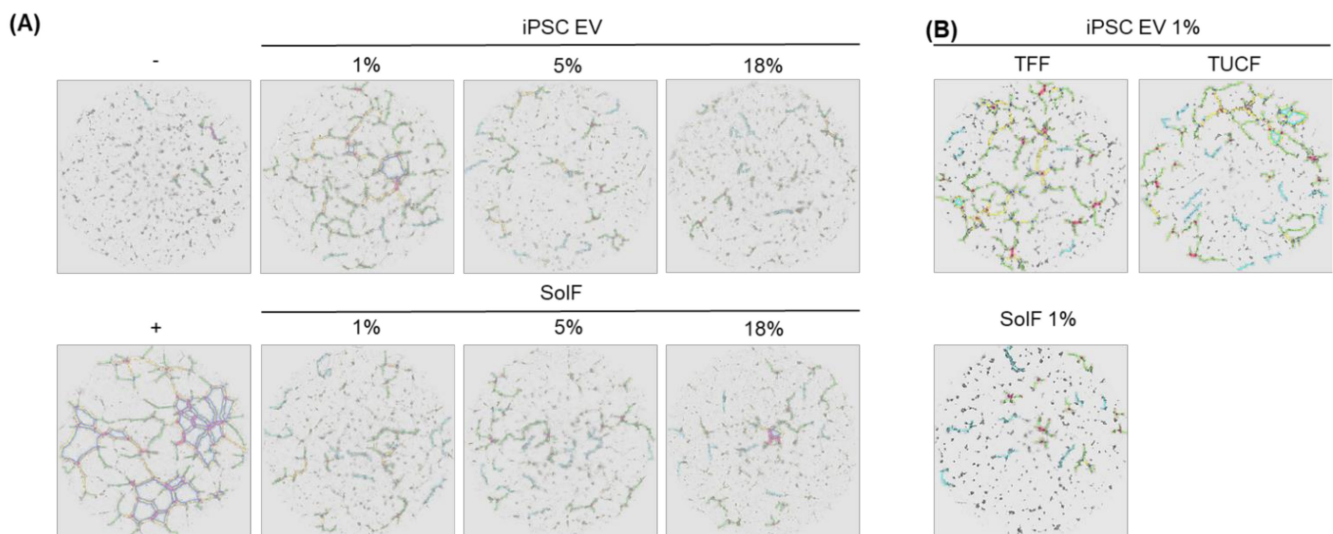 (A)
iPSC EV
- 1% 5% 18%
SolF
+ 1% 5% 18%
(B)
iPSC EV 1%
TFF TUCF
SolF 1%